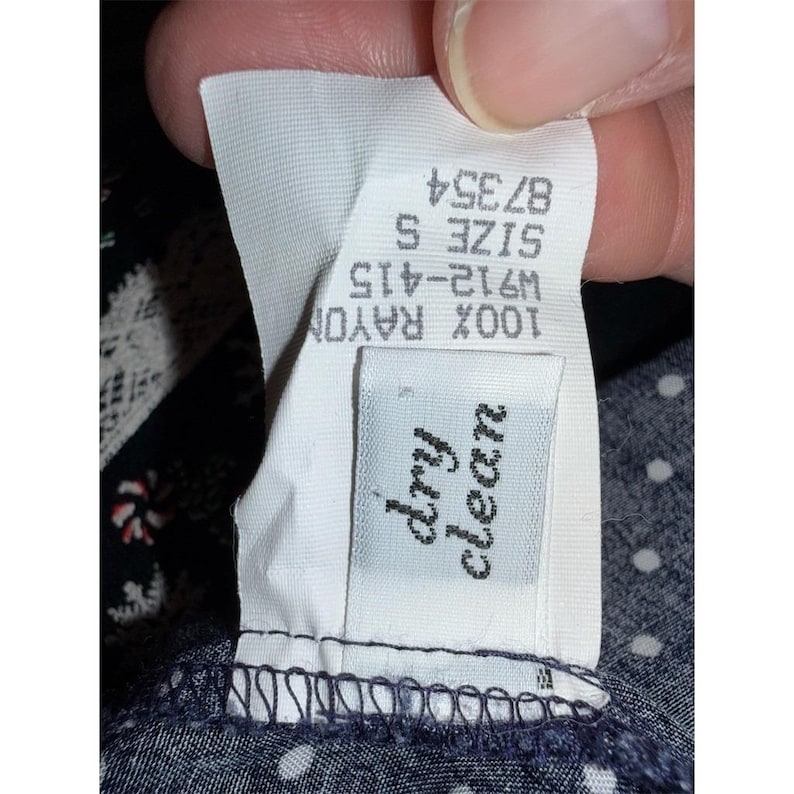 100% RAYON
W912-415
SIZE S
87354
dry
clean